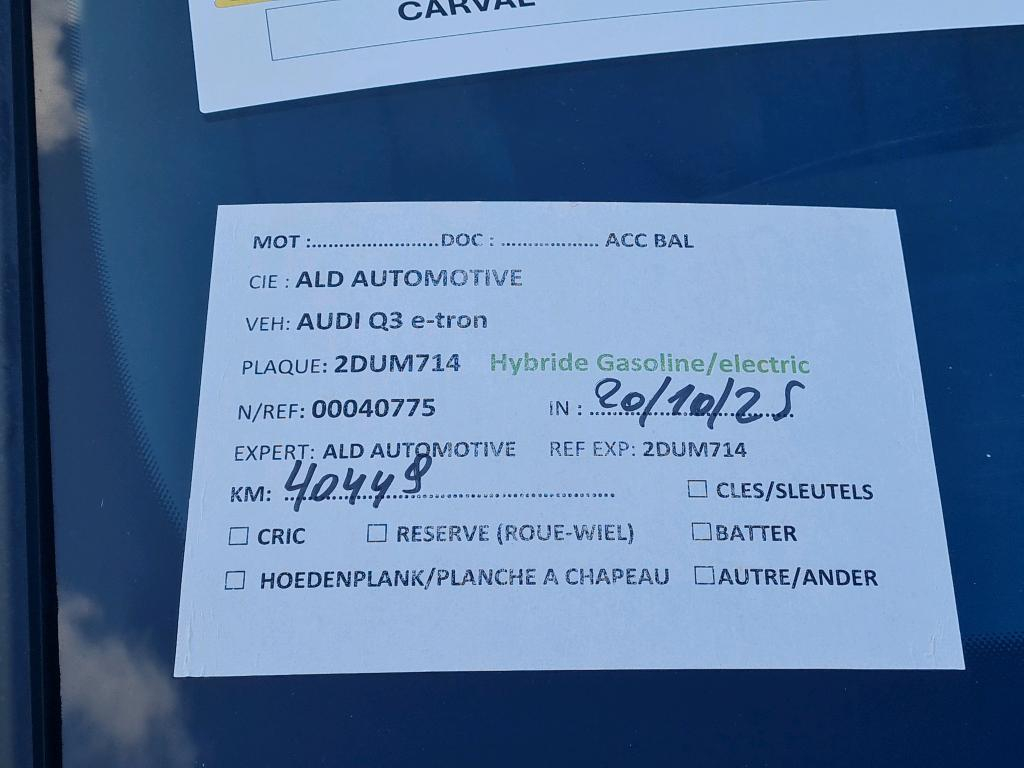 CARVAL
MOT :........................DOC : ................... ACC BAL
CIE : ALD AUTOMOTIVE
VEH: AUDI Q3 e-tron
PLAQUE: 2DUM714 Hybride Gasoline/electric
N/REF: 00040775 IN : 20/10/25
EXPERT: ALD AUTOMOTIVE REF EXP: 2DUM714
KM: 40449
☐ CLES/SLEUTELS
☐ CRIC ☐ RESERVE (ROUE-WIEL) ☐ BATTER
☐ HOEDENPLANK/PLANCHE A CHAPEAU ☐ AUTRE/ANDER